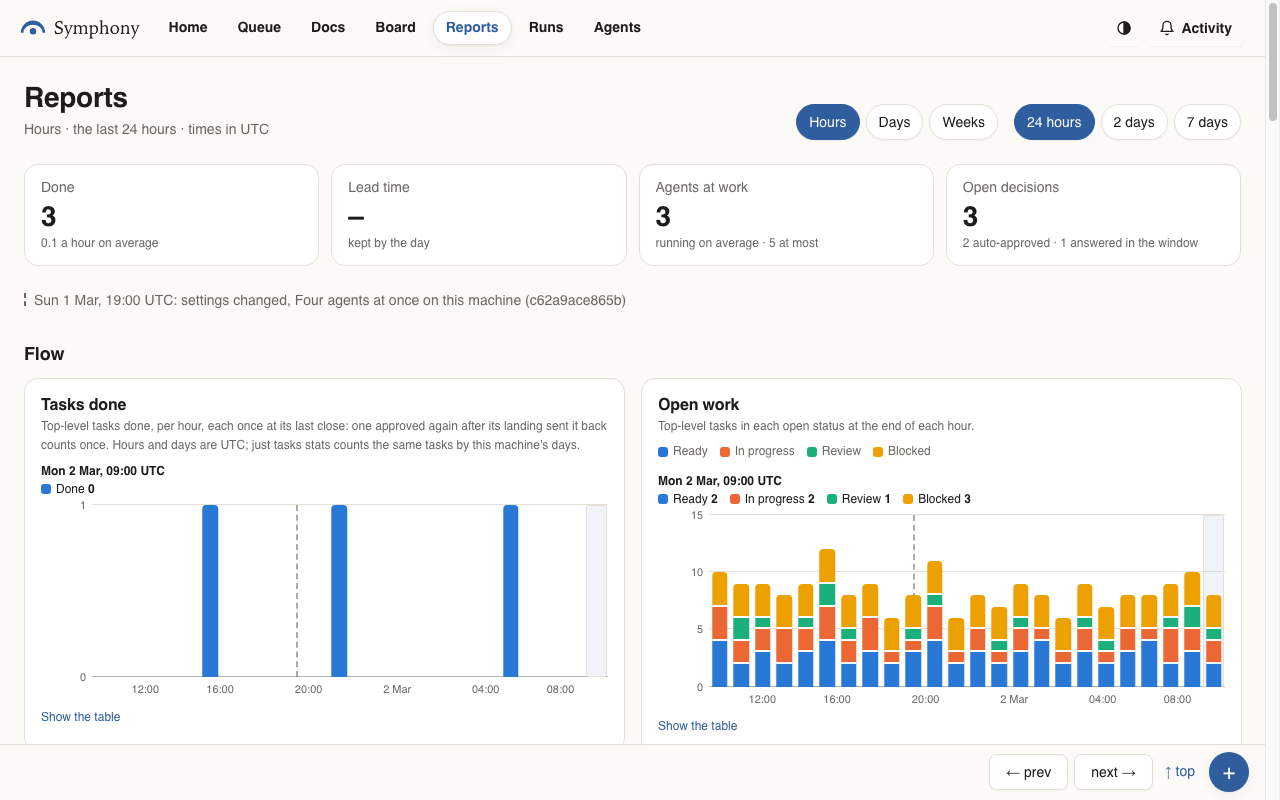 Symphony
Home
Queue
Docs
Board
Reports
Runs
Agents
Activity
Reports
Hours · the last 24 hours · times in UTC
Hours
Days
Weeks
24 hours
2 days
7 days
Done
3
0.1 a hour on average
Lead time
–
kept by the day
Agents at work
3
running on average · 5 at most
Open decisions
3
2 auto-approved · 1 answered in the window
Sun 1 Mar, 19:00 UTC: settings changed, Four agents at once on this machine (c62a9ace865b)
Flow
Tasks done
Top-level tasks done, per hour, each once at its last close: one approved again after its landing sent it back
counts once. Hours and days are UTC; just tasks stats counts the same tasks by this machine's days.
Mon 2 Mar, 09:00 UTC
Done 0
1
0
12:00
16:00
20:00
2 Mar
04:00
08:00
Show the table
Open work
Top-level tasks in each open status at the end of each hour.
Ready
In progress
Review
Blocked
Mon 2 Mar, 09:00 UTC
Ready 2
In progress 2
Review 1
Blocked 3
15
10
5
0
12:00
16:00
20:00
2 Mar
04:00
08:00
Show the table
← prev
next →
↑ top
+